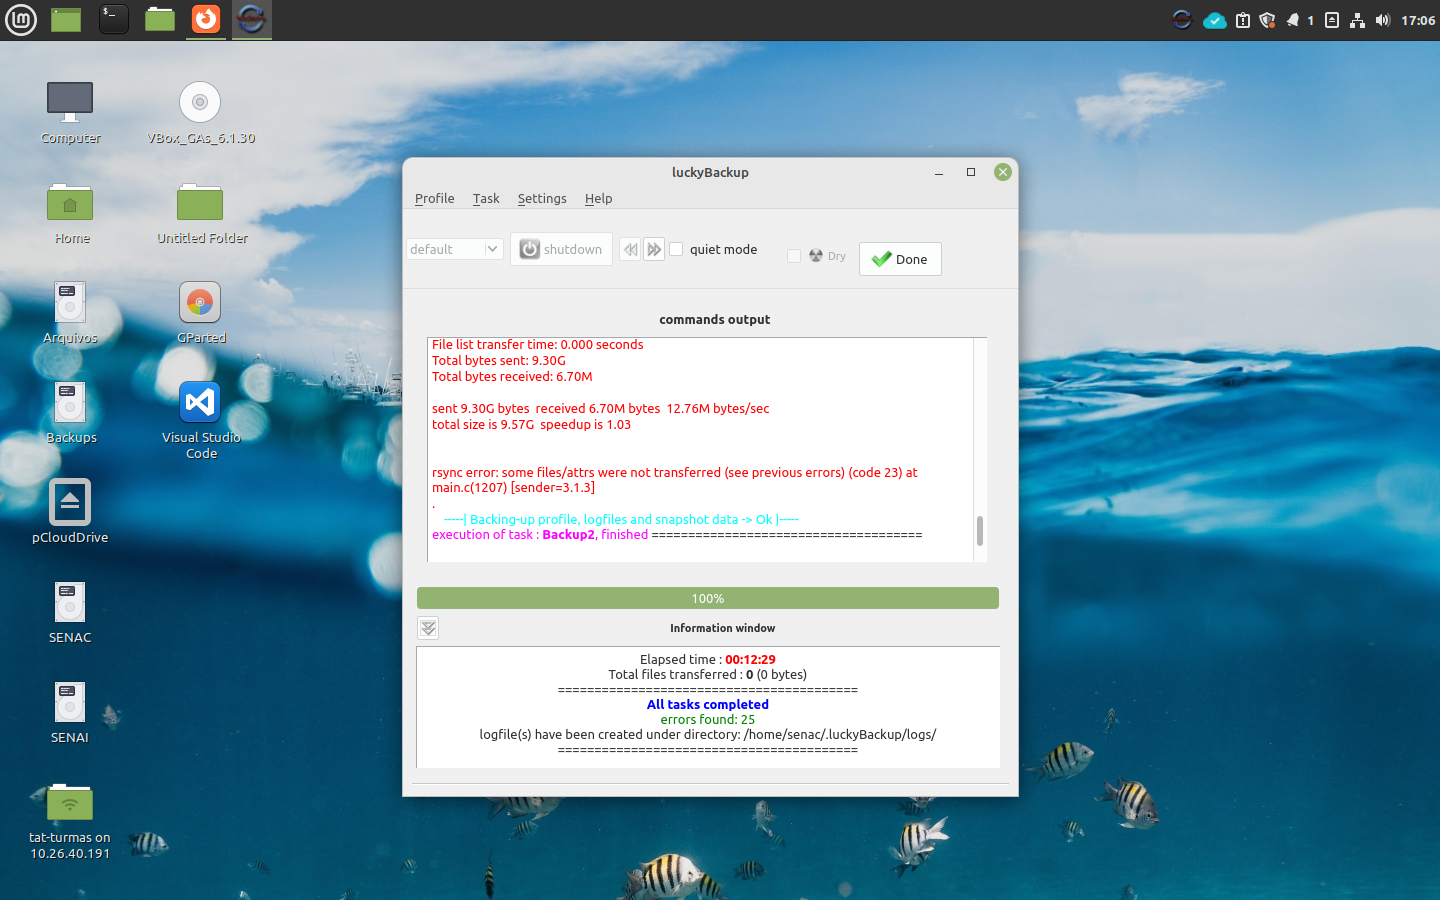 $_
1
17:06
Computer
VBox_GAs_6.1.30
Home
Untitled Folder
Arquivos
GParted
Backups
Visual Studio
Code
pCloudDrive
SENAC
SENAI
tat-turmas on
10.26.40.191
luckyBackup
Profile
Task
Settings
Help
default
shutdown
quiet mode
Dry
Done
commands output
File list transfer time: 0.000 seconds
Total bytes sent: 9.30G
Total bytes received: 6.70M
sent 9.30G bytes  received 6.70M bytes  12.76M bytes/sec
total size is 9.57G  speedup is 1.03
rsync error: some files/attrs were not transferred (see previous errors) (code 23) at
main.c(1207) [sender=3.1.3]
.
-----| Backing-up profile, logfiles and snapshot data -> Ok |-----
execution of task : Backup2, finished =====================================
100%
Information window
Elapsed time : 00:12:29
Total files transferred : 0 (0 bytes)
=========================================
All tasks completed
errors found: 25
logfile(s) have been created under directory: /home/senac/.luckyBackup/logs/
=========================================